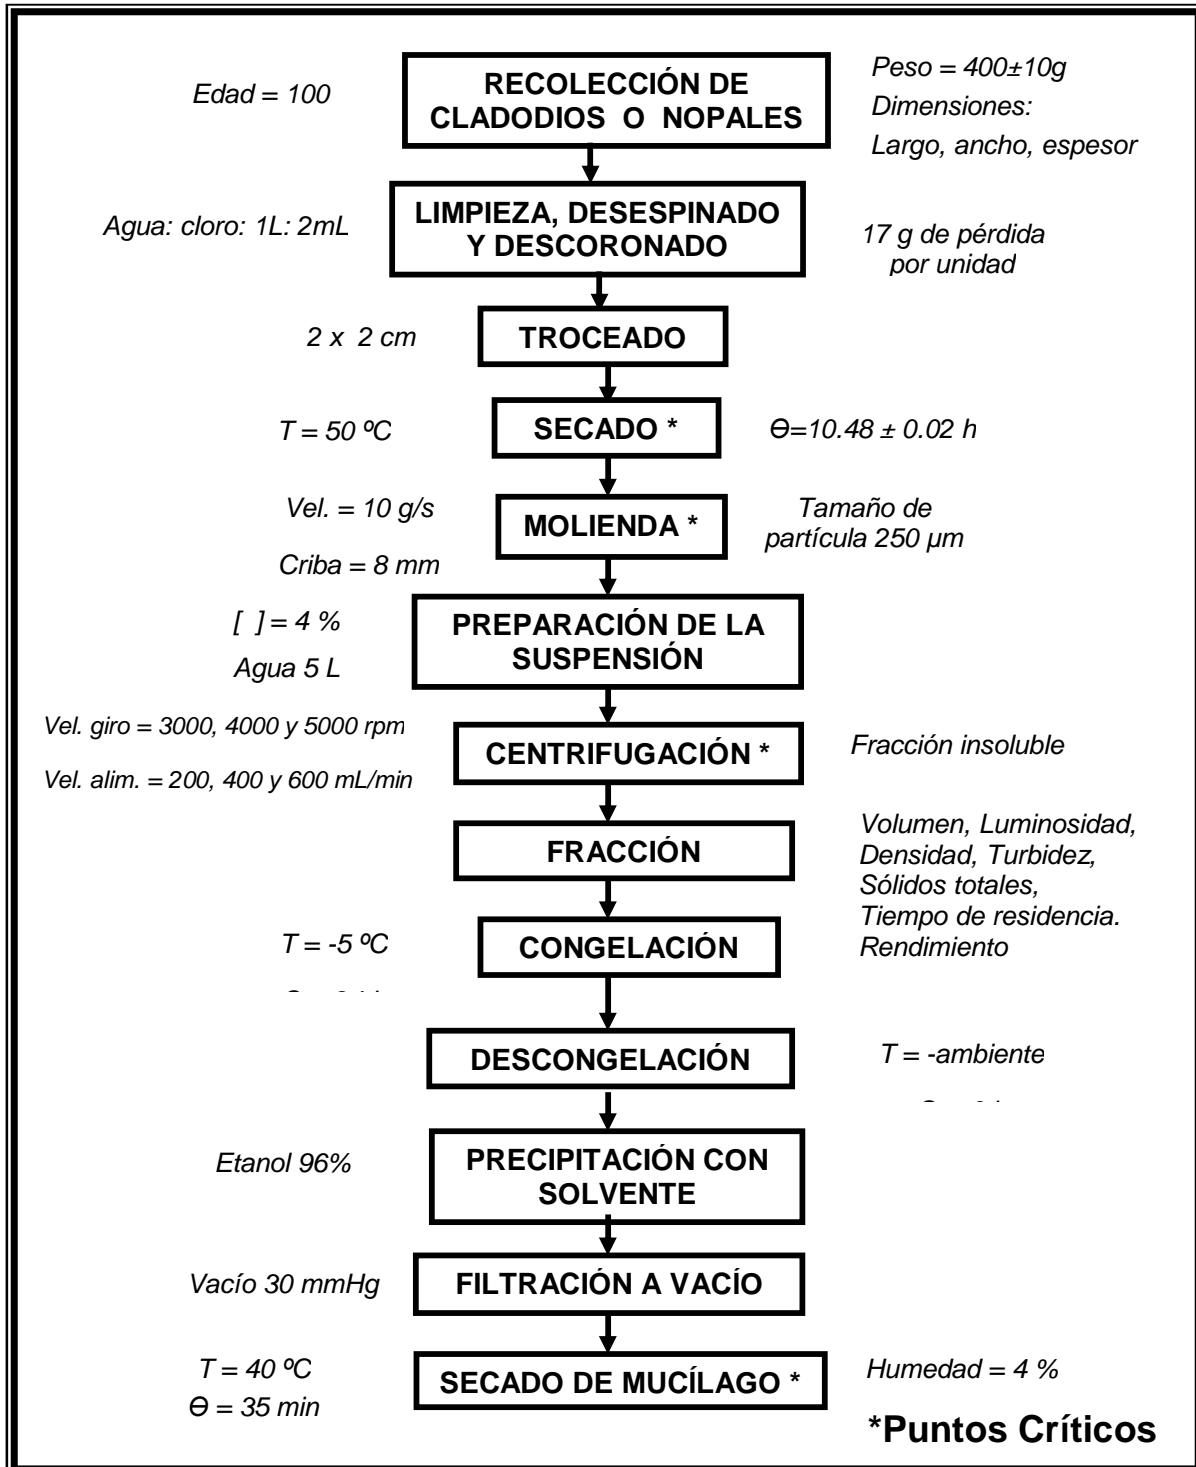 Edad = 100
RECOLECCIÓN DE
CLADODIOS O NOPALES
Peso = 400±10g
Dimensiones:
Largo, ancho, espesor
Agua: cloro: 1L: 2mL
LIMPIEZA, DESESPINADO
Y DESCORONADO
17 g de pérdida
por unidad
2 x 2 cm
TROCEADO
T = 50 ºC
SECADO *
Ө=10.48 ± 0.02 h
Vel. = 10 g/s
Criba = 8 mm
MOLIENDA *
Tamaño de
partícula 250 µm
[ ] = 4 %
Agua 5 L
PREPARACIÓN DE LA
SUSPENSIÓN
Vel. giro = 3000, 4000 y 5000 rpm
Vel. alim. = 200, 400 y 600 mL/min
CENTRIFUGACIÓN *
Fracción insoluble
FRACCIÓN
Volumen, Luminosidad,
Densidad, Turbidez,
Sólidos totales,
Tiempo de residencia.
Rendimiento
T = -5 ºC
CONGELACIÓN
DESCONGELACIÓN
T = -ambiente
Etanol 96%
PRECIPITACIÓN CON
SOLVENTE
Vacío 30 mmHg
FILTRACIÓN A VACÍO
T = 40 ºC
Ө = 35 min
SECADO DE MUCÍLAGO *
Humedad = 4 %
*Puntos Críticos